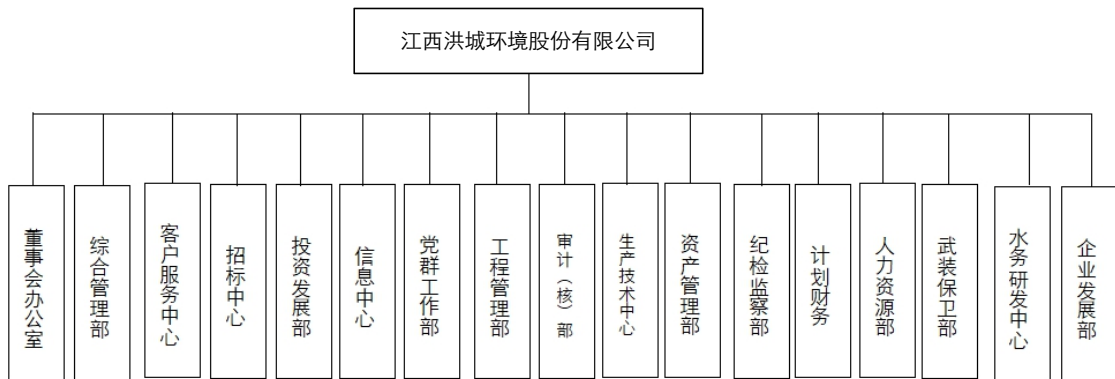 江西洪城环境股份有限公司
董事会办公室
综合管理部
客户服务中心
招标中心
投资发展部
信息中心
党群工作部
工程管理部
审计（核）部
生产技术中心
资产管理部
纪检监察部
计划财务
人力资源部
武装保卫部
水务研发中心
企业发展部